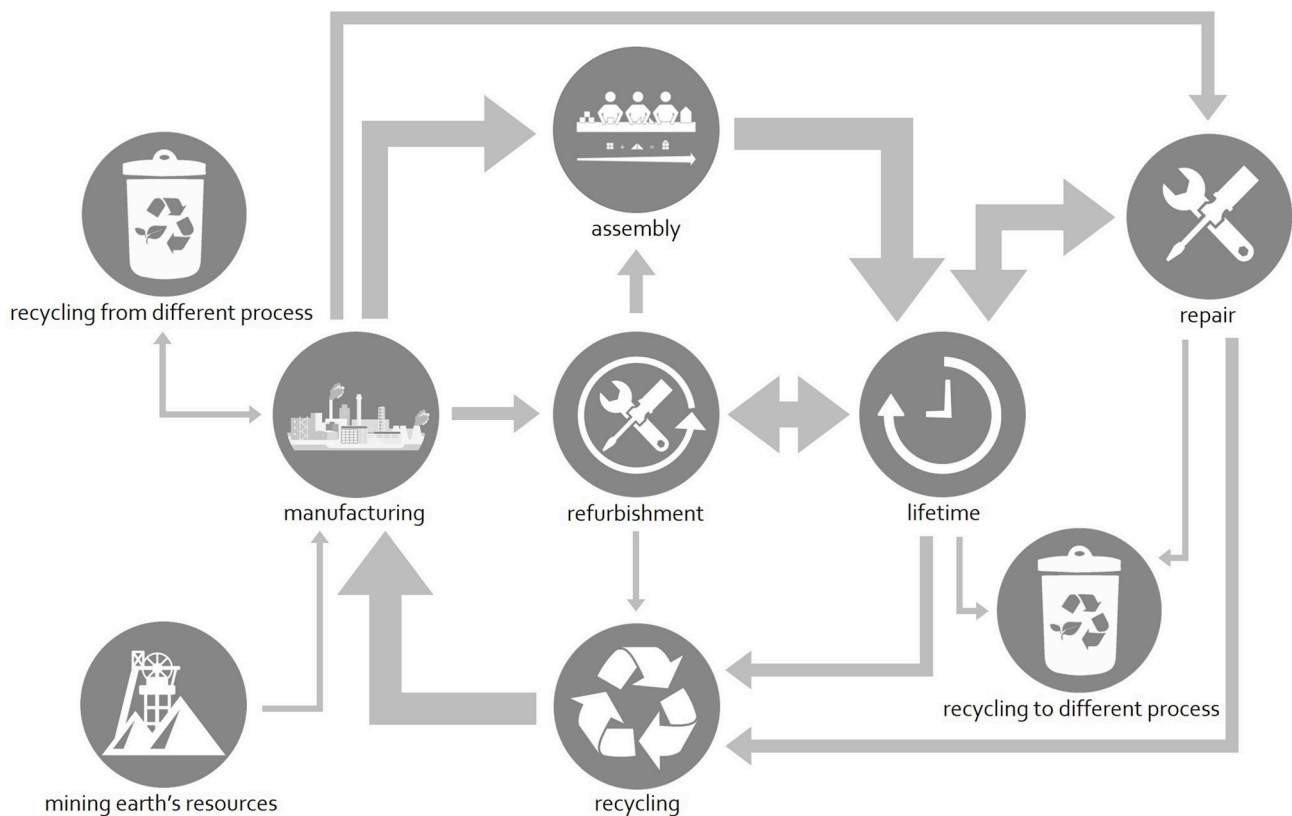 assembly
recycling from different process
repair
manufacturing
refurbishment
lifetime
mining earth's resources
recycling
recycling to different process